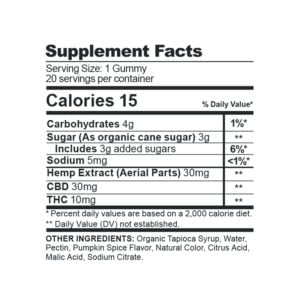 Supplement Facts
Serving Size: 1 Gummy
20 servings per container
Calories 15 % Daily Value*
Carbohydrates 4g 1%*
Sugar (As organic cane sugar) 3g **
Includes 3g added sugars 6%*
Sodium 5mg <1%*
Hemp Extract (Aerial Parts) 30mg **
CBD 30mg **
THC 10mg **
* Percent daily values are based on a 2,000 calorie diet.
** Daily Value (DV) not established.
OTHER INGREDIENTS: Organic Tapioca Syrup, Water,
Pectin, Pumpkin Spice Flavor, Natural Color, Citrus Acid,
Malic Acid, Sodium Citrate.